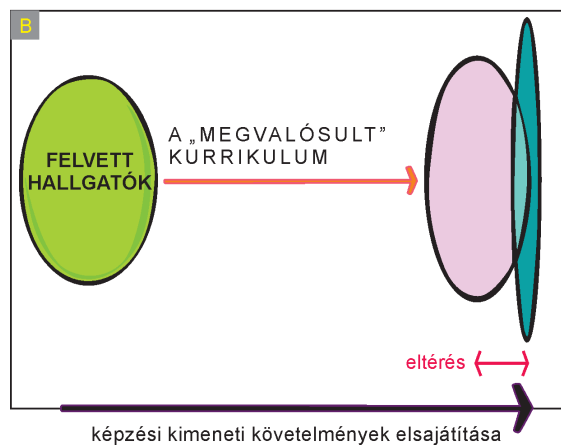 B
FELVETT
HALLGATÓK
A „MEGVALÓSULT”
KURRIKULUM
eltérés
képzési kimeneti követelmények elsajátítása